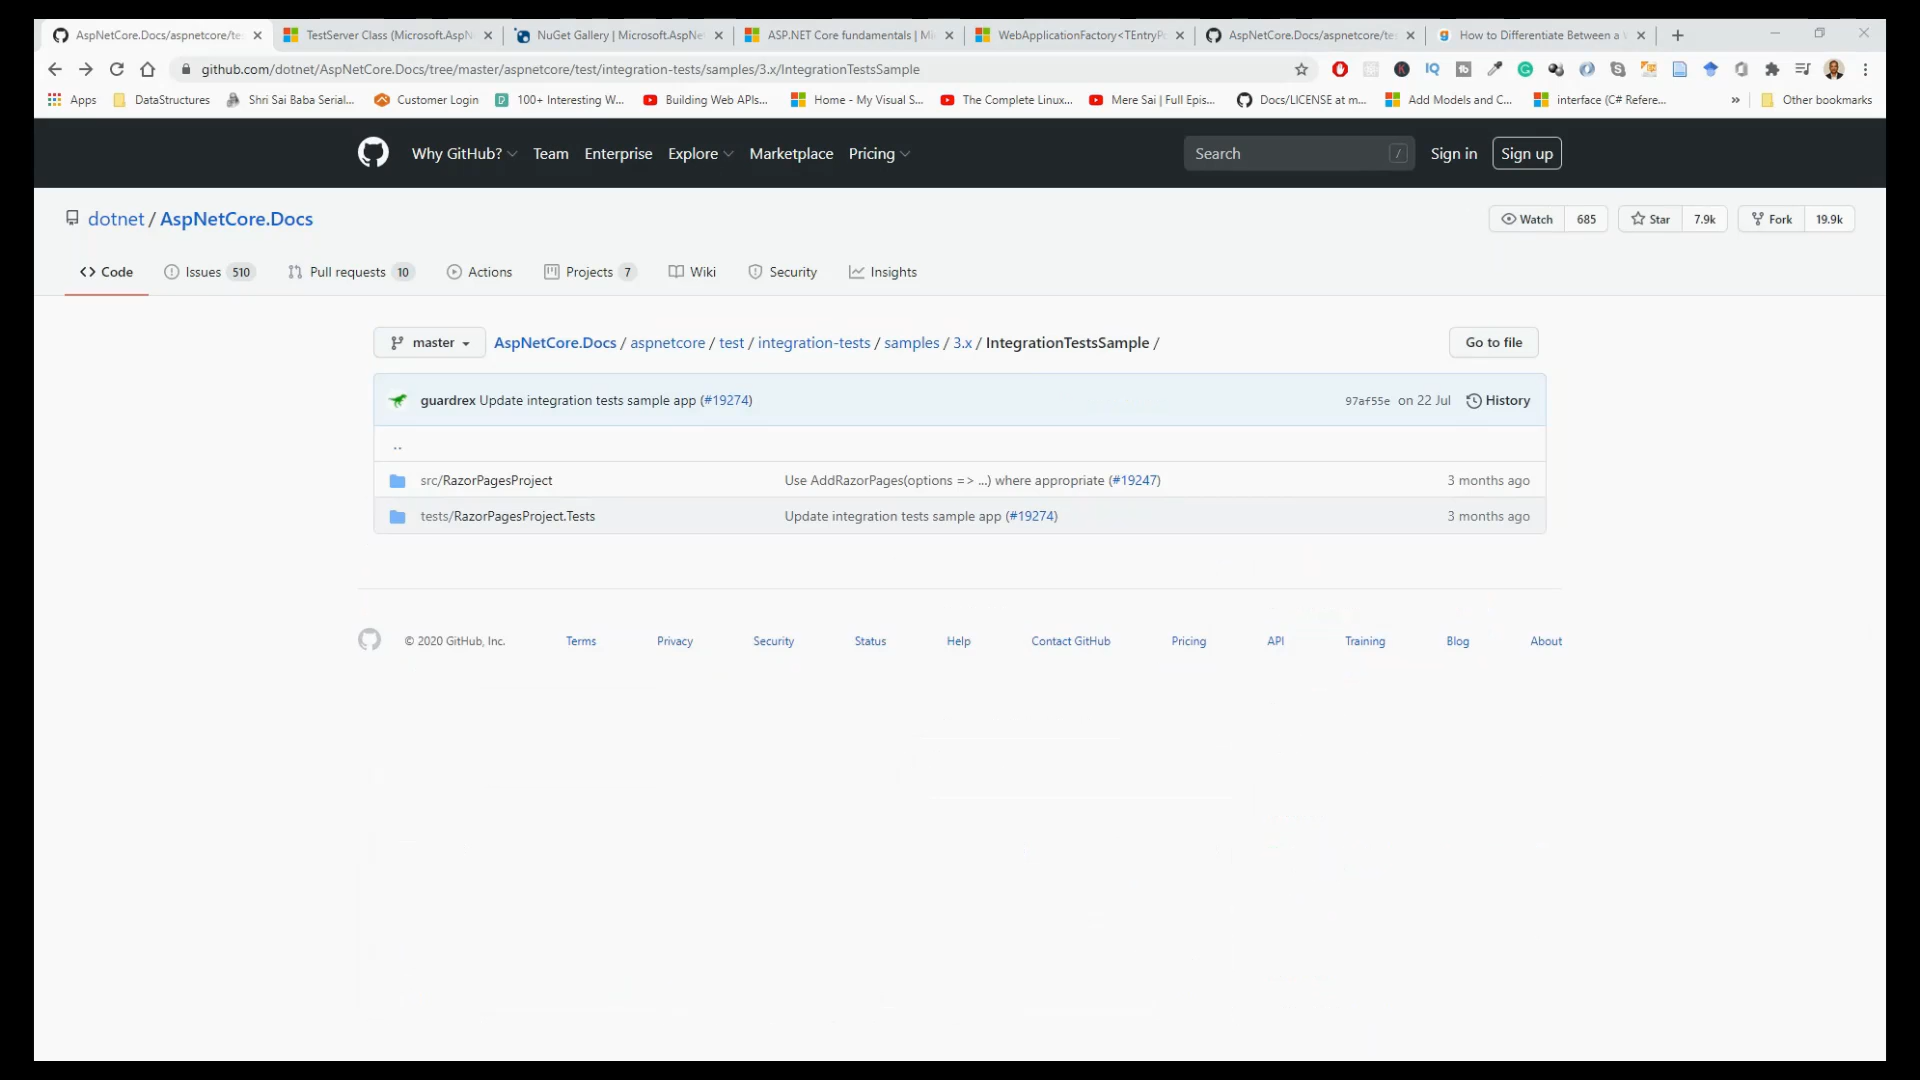 AspNetCore.Docs/aspnetcore/te
TestServer Class (Microsoft.AspN
NuGet Gallery | Microsoft.AspNe
ASP.NET Core fundamentals | Mi
WebApplicationFactory<TEntryPo
AspNetCore.Docs/aspnetcore/te
How to Differentiate Between a
github.com/dotnet/AspNetCore.Docs/tree/master/aspnetcore/test/integration-tests/samples/3.x/IntegrationTestsSample
Apps
DataStructures
Shri Sai Baba Serial...
Customer Login
100+ Interesting W...
Building Web APIs...
Home - My Visual S...
The Complete Linux...
Mere Sai | Full Epis...
Docs/LICENSE at m...
Add Models and C...
interface (C# Refere...
»
Other bookmarks
Why GitHub?
Team
Enterprise
Explore
Marketplace
Pricing
Search
/
Sign in
Sign up
dotnet / AspNetCore.Docs
Watch 685
Star 7.9k
Fork 19.9k
Code
Issues 510
Pull requests 10
Actions
Projects 7
Wiki
Security
Insights
master
AspNetCore.Docs / aspnetcore / test / integration-tests / samples / 3.x / IntegrationTestsSample /
Go to file
guardrex Update integration tests sample app (#19274)
97af55e on 22 Jul
History
..
src/RazorPagesProject
Use AddRazorPages(options => ...) where appropriate (#19247)
3 months ago
tests/RazorPagesProject.Tests
Update integration tests sample app (#19274)
3 months ago
© 2020 GitHub, Inc.
Terms
Privacy
Security
Status
Help
Contact GitHub
Pricing
API
Training
Blog
About